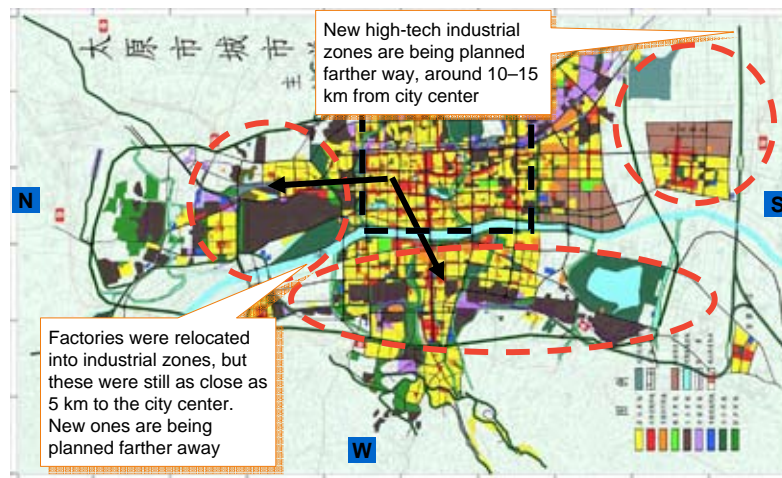 太原市城市
New high-tech industrial
zones are being planned
farther way, around 10–15
km from city center
N
S
Factories were relocated
into industrial zones, but
these were still as close as
5 km to the city center.
New ones are being
planned farther away
W
图例